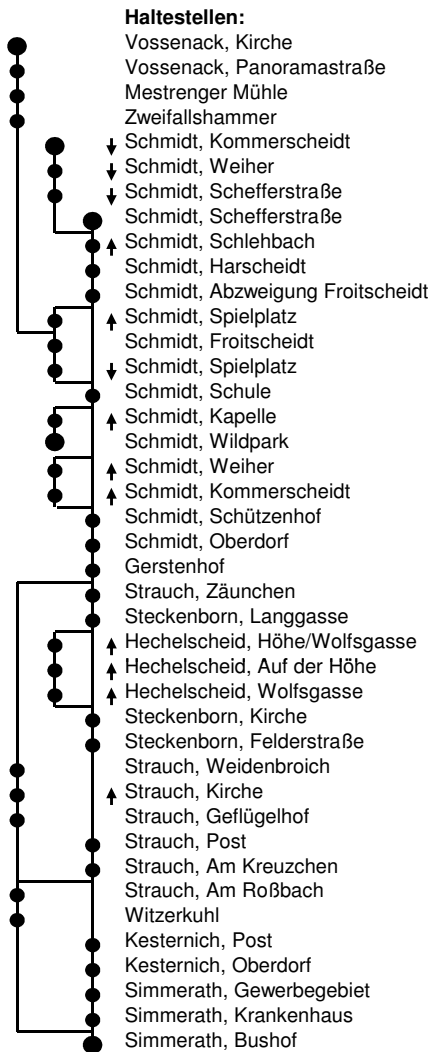 Haltestellen:
Vossenack, Kirche
Vossenack, Panoramastraße
Mestrenger Mühle
Zweifallshammer
Schmidt, Kommerscheidt
Schmidt, Weiher
Schmidt, Schefferstraße
Schmidt, Schefferstraße
Schmidt, Schlehbach
Schmidt, Harscheidt
Schmidt, Abzweigung Froitscheidt
Schmidt, Spielplatz
Schmidt, Froitscheidt
Schmidt, Spielplatz
Schmidt, Schule
Schmidt, Kapelle
Schmidt, Wildpark
Schmidt, Weiher
Schmidt, Kommerscheidt
Schmidt, Schützenhof
Schmidt, Oberdorf
Gerstenhof
Strauch, Zäunchen
Steckenborn, Langgasse
Hechelscheid, Höhe/Wolfsgasse
Hechelscheid, Auf der Höhe
Hechelscheid, Wolfsgasse
Steckenborn, Kirche
Steckenborn, Felderstraße
Strauch, Weidenbroich
Strauch, Kirche
Strauch, Geflügelhof
Strauch, Post
Strauch, Am Kreuzchen
Strauch, Am Roßbach
Witzerkuhl
Kesternich, Post
Kesternich, Oberdorf
Simmerath, Gewerbegebiet
Simmerath, Krankenhaus
Simmerath, Bushof